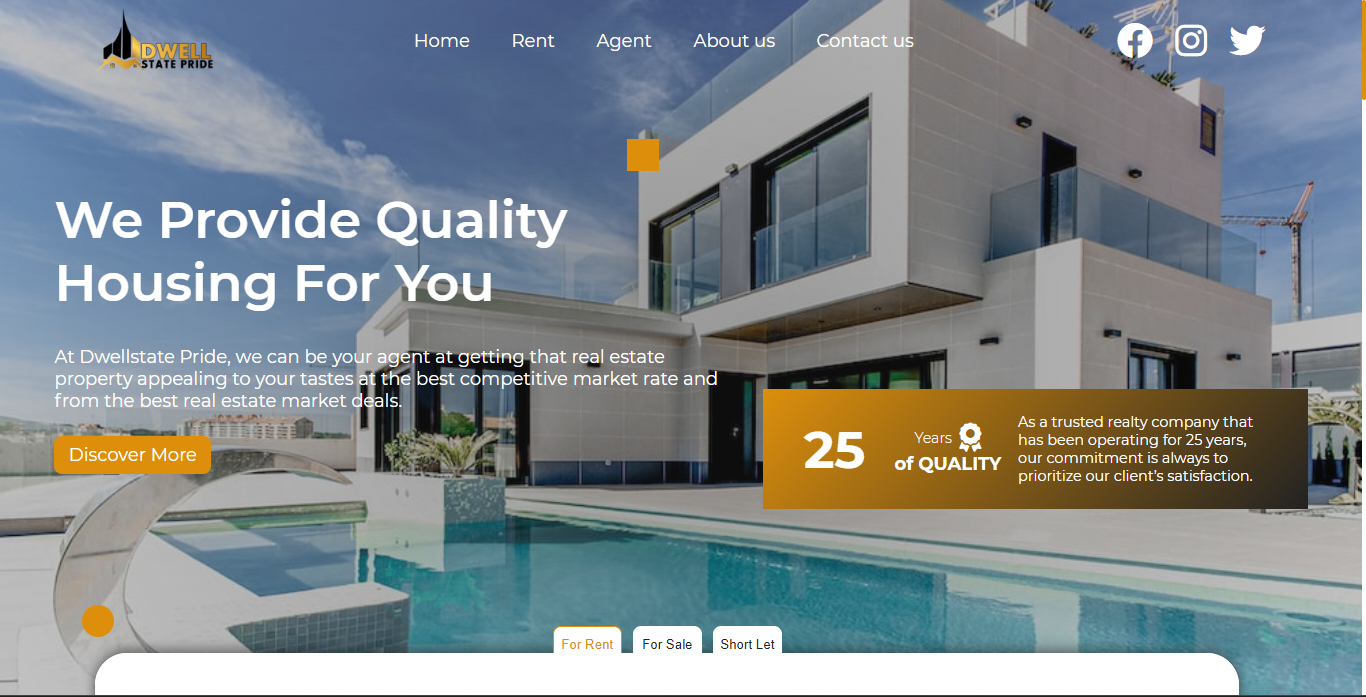 DWELL
STATE PRIDE
Home Rent Agent About us Contact us
We Provide Quality
Housing For You
At Dwellstate Pride, we can be your agent at getting that real estate
property appealing to your tastes at the best competitive market rate and
from the best real estate market deals.
Discover More
25
Years
of QUALITY
As a trusted realty company that
has been operating for 25 years,
our commitment is always to
prioritize our client's satisfaction.
For Rent For Sale Short Let